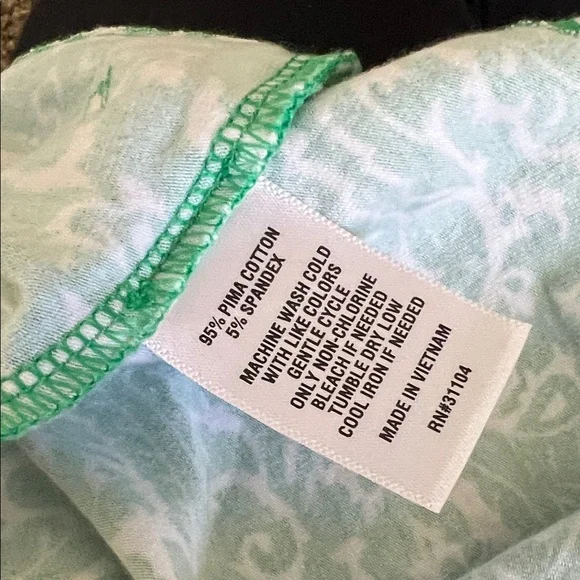 95% PIMA COTTON
5% SPANDEX
MACHINE WASH COLD
WITH LIKE COLORS
GENTLE CYCLE
ONLY NON-CHLORINE
BLEACH IF NEEDED
TUMBLE DRY LOW
COOL IRON IF NEEDED
MADE IN VIETNAM
RN#31104